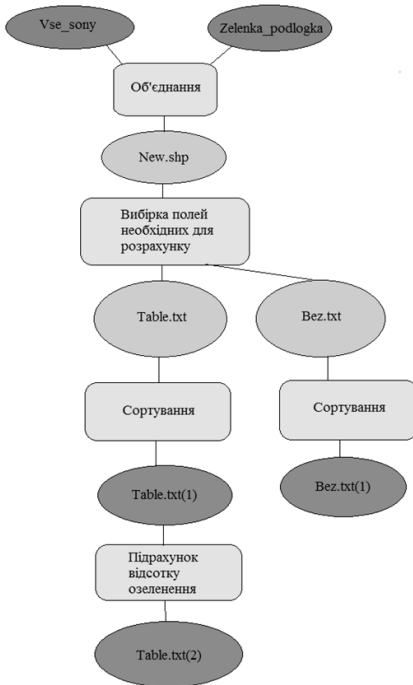 Vse_sony
Zelenka_podlogka
Об'єднання
New.shp
Вибірка полей
необхідних для
розрахунку
Table.txt
Bez.txt
Сортування
Сортування
Table.txt(1)
Bez.txt(1)
Підрахунок
відсотку
озеленення
Table.txt(2)